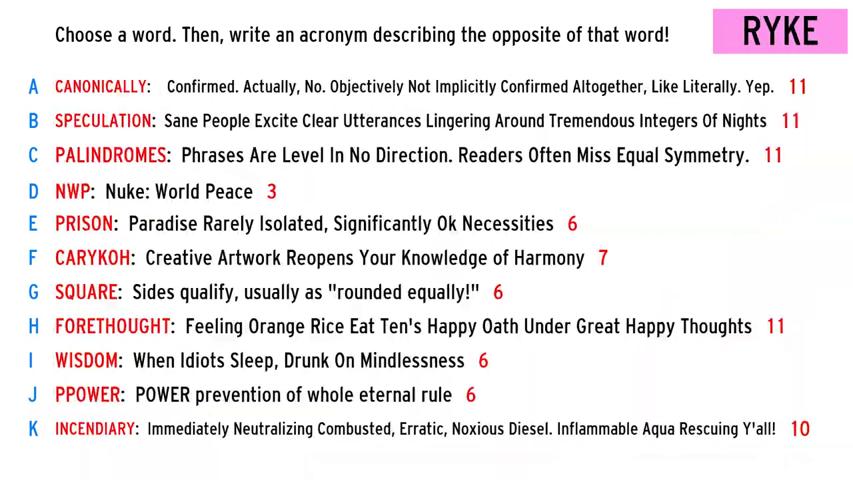 Choose a word. Then, write an acronym describing the opposite of that word!
RYKE
A CANONICALLY: Confirmed. Actually, No. Objectively Not Implicitly Confirmed Altogether, Like Literally. Yep. 11
B SPECULATION: Sane People Excite Clear Utterances Lingering Around Tremendous Integers Of Nights 11
C PALINDROMES: Phrases Are Level In No Direction. Readers Often Miss Equal Symmetry. 11
D NWP: Nuke: World Peace 3
E PRISON: Paradise Rarely Isolated, Significantly Ok Necessities 6
F CARYKOH: Creative Artwork Reopens Your Knowledge of Harmony 7
G SQUARE: Sides qualify, usually as "rounded equally!" 6
H FORETHOUGHT: Feeling Orange Rice Eat Ten's Happy Oath Under Great Happy Thoughts 11
I WISDOM: When Idiots Sleep, Drunk On Mindlessness 6
J PPOWER: POWER prevention of whole eternal rule 6
K INCENDIARY: Immediately Neutralizing Combusted, Erratic, Noxious Diesel. Inflammable Aqua Rescuing Y'all! 10